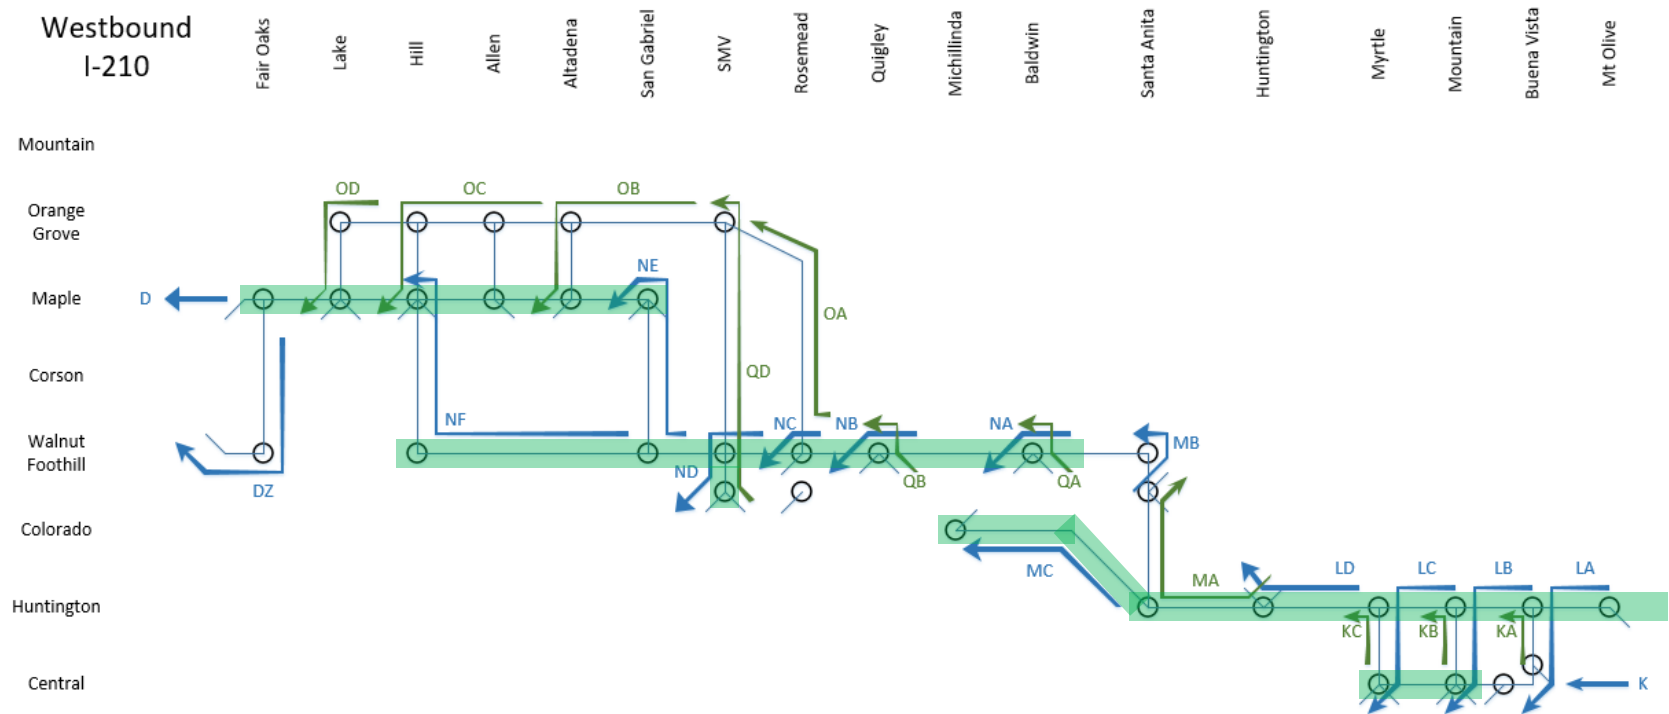 Westbound
I-210
Fair Oaks
Lake
Hill
Allen
Altadena
San Gabriel
SMV
Rosemead
Quigley
Michillinda
Baldwin
Santa Anita
Huntington
Myrtle
Mountain
Buena Vista
Mt Olive
Mountain
OD
OC
OB
Orange
Grove
NE
Maple
D
OA
Corson
QD
NF
NC
NB
NA
MB
Walnut
Foothill
ND
QB
QA
DZ
Colorado
MC
MA
LD
LC
LB
LA
Huntington
KC
KB
KA
Central
K